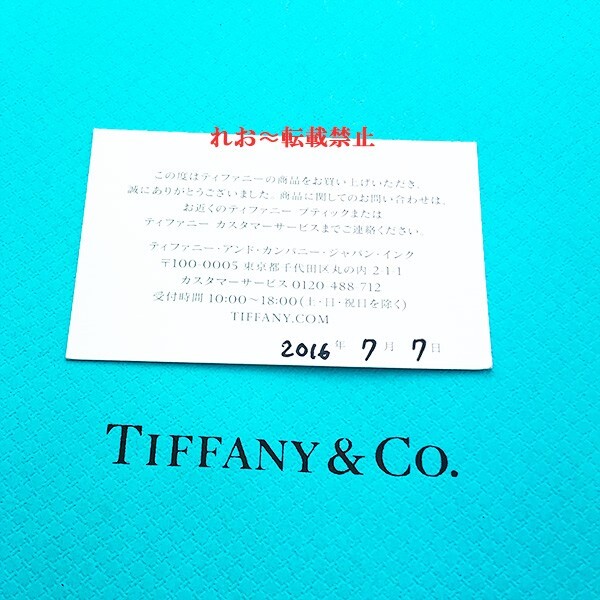 れお〜転載禁止
この度はティファニーの商品をお買い上げいただき、
誠にありがとうございました。商品に関してのお問い合わせは、
お近くのティファニー ブティックまたは
ティファニー カスタマーサービスまでご連絡ください。
ティファニー・アンド・カンパニー・ジャパン・インク
〒100-0005 東京都千代田区丸の内 2-1-1
カスタマーサービス 0120-488-712
受付時間 10:00〜18:00(土・日・祝日を除く)
TIFFANY.COM
2016年 7月 7日
TIFFANY & CO.